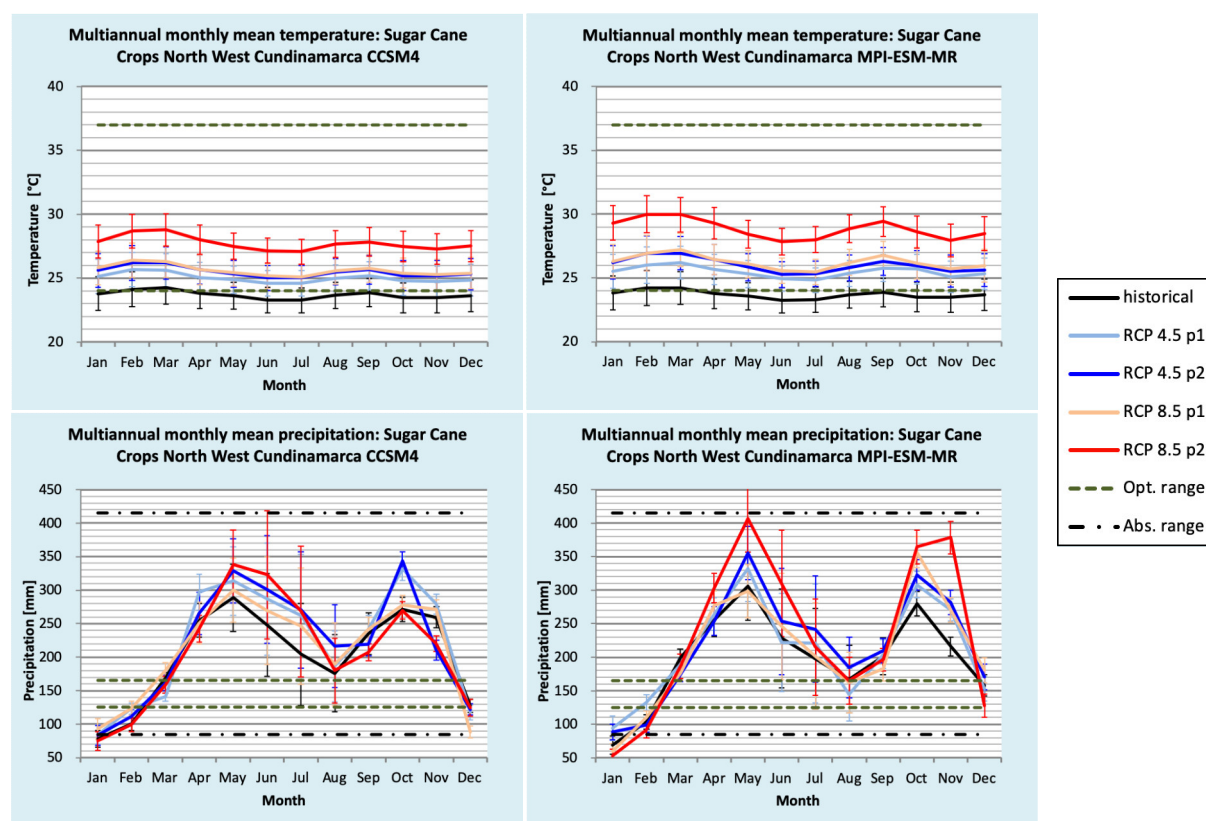 Multiannual monthly mean temperature: Sugar Cane
Crops North West Cundinamarca CCSM4
40
35
30
25
20
Temperature [°C]
Jan Feb Mar Apr May Jun Jul Aug Sep Oct Nov Dec
Month
Multiannual monthly mean temperature: Sugar Cane
Crops North West Cundinamarca MPI-ESM-MR
40
35
30
25
20
Temperature [°C]
Jan Feb Mar Apr May Jun Jul Aug Sep Oct Nov Dec
Month
Multiannual monthly mean precipitation: Sugar Cane
Crops North West Cundinamarca CCSM4
450
400
350
300
250
200
150
100
50
Precipitation [mm]
Jan Feb Mar Apr May Jun Jul Aug Sep Oct Nov Dec
Month
Multiannual monthly mean precipitation: Sugar Cane
Crops North West Cundinamarca MPI-ESM-MR
450
400
350
300
250
200
150
100
50
Precipitation [mm]
Jan Feb Mar Apr May Jun Jul Aug Sep Oct Nov Dec
Month
historical
RCP 4.5 p1
RCP 4.5 p2
RCP 8.5 p1
RCP 8.5 p2
Opt. range
Abs. range